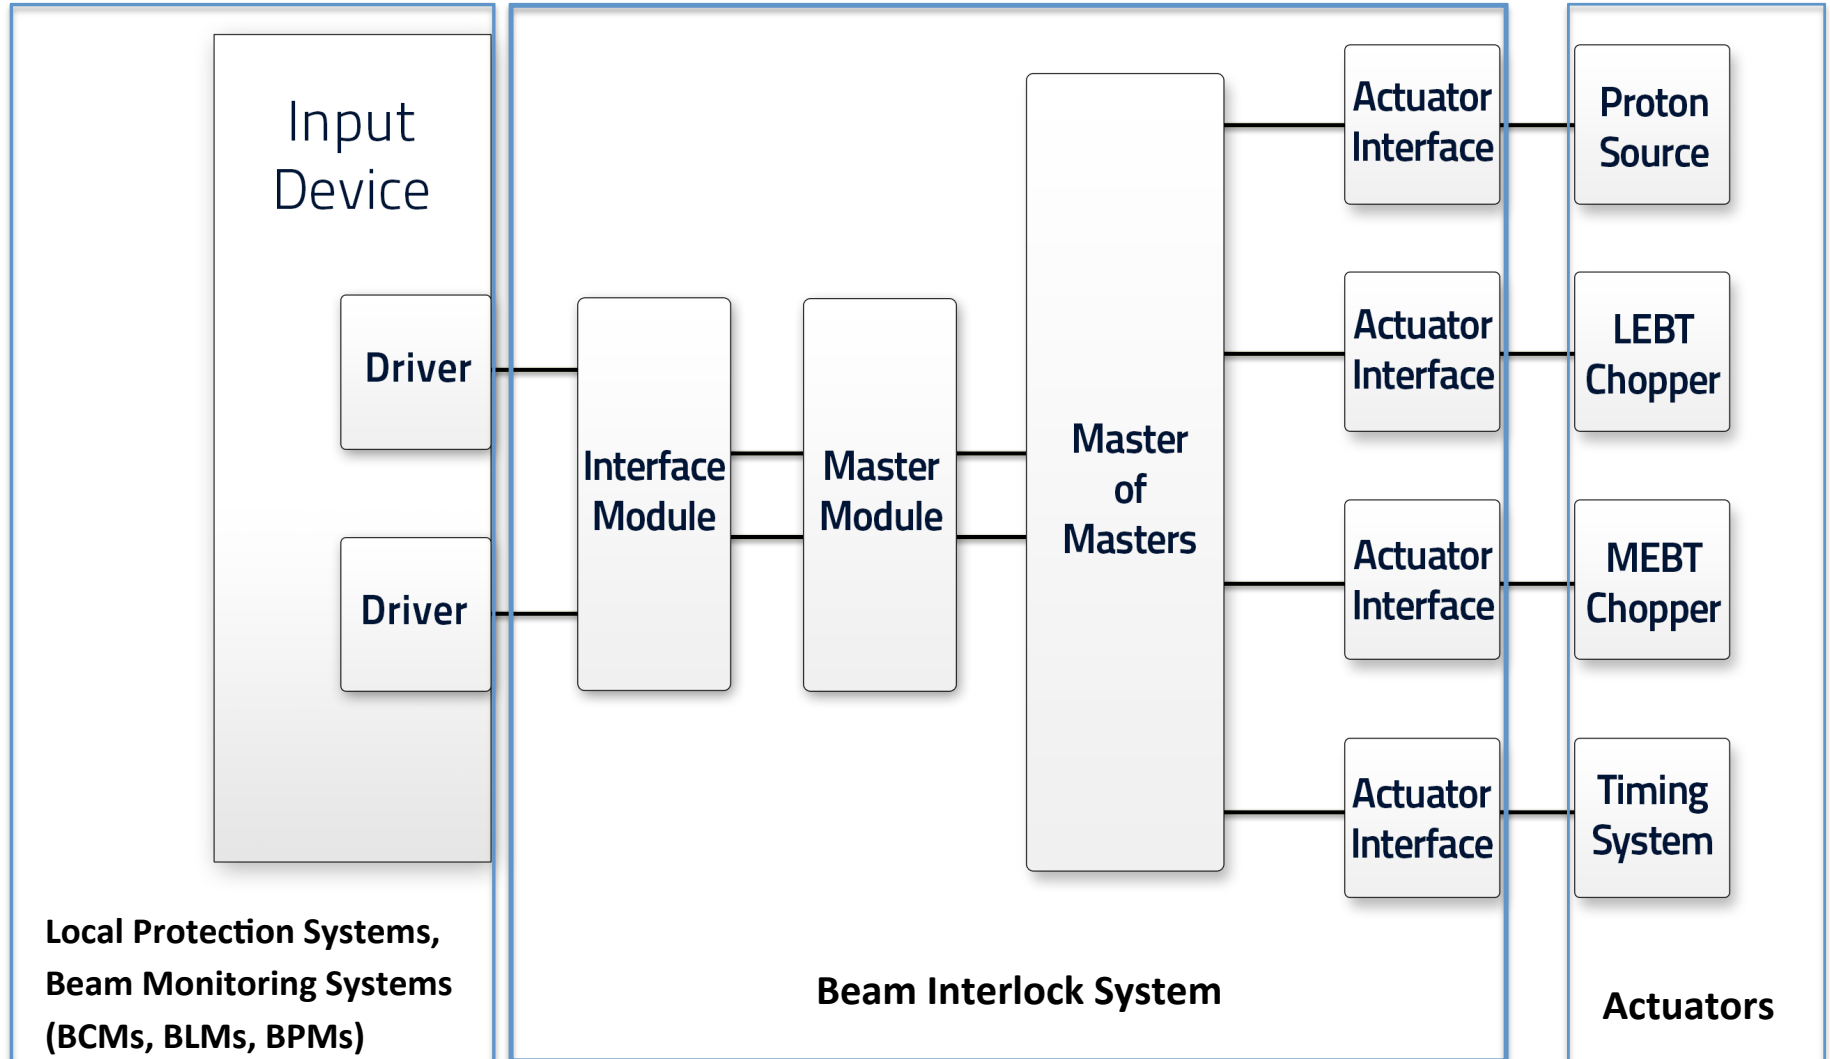 Input
Device
Driver
Driver
Interface
Module
Master
Module
Master
of
Masters
Actuator
Interface
Actuator
Interface
Actuator
Interface
Actuator
Interface
Proton
Source
LEBT
Chopper
MEBT
Chopper
Timing
System
Local Protection Systems,
Beam Monitoring Systems
(BCMs, BLMs, BPMs)
Beam Interlock System
Actuators